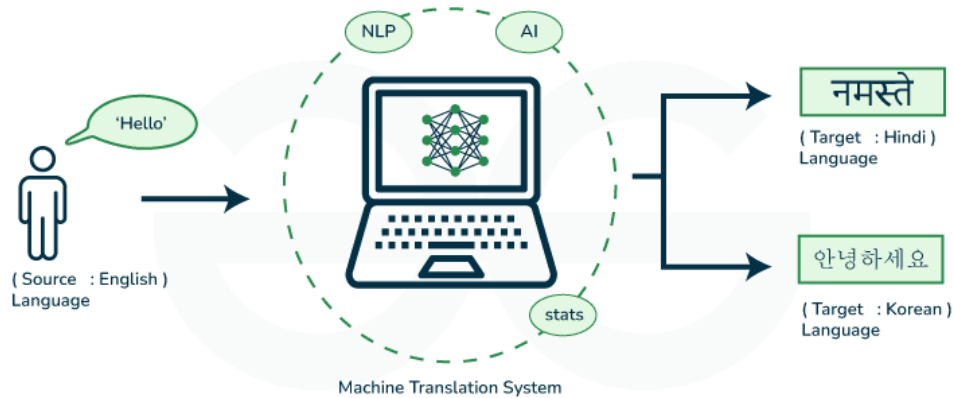 NLP
AI
'Hello'
( Source : English )
Language
stats
Machine Translation System
नमस्ते
( Target : Hindi )
Language
안녕하세요
( Target : Korean )
Language